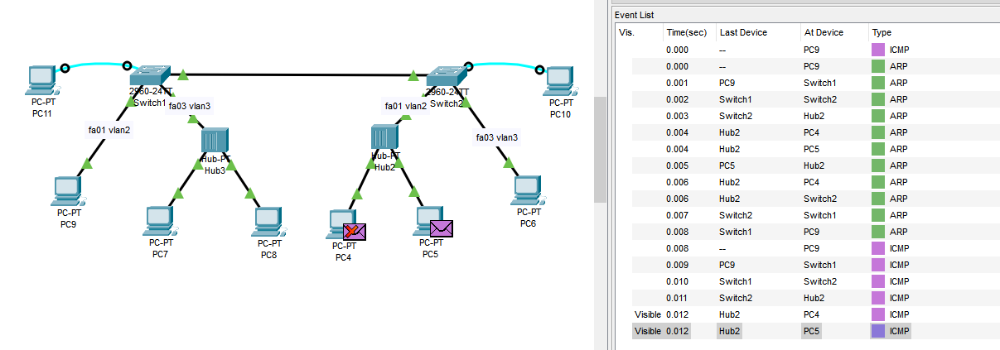 PC-PT
PC11
2960-24TT
Switch1
fa03 vlan3
fa01 vlan2
Hub-PT
Hub3
PC-PT
PC9
PC-PT
PC7
PC-PT
PC8
2960-24TT
Switch2
fa01 vlan2
fa03 vlan3
PC-PT
PC10
Hub-PT
Hub2
PC-PT
PC6
PC-PT
PC4
PC-PT
PC5
Event List
Vis. Time(sec) Last Device At Device Type
0.000 -- PC9 ICMP
0.000 -- PC9 ARP
0.001 PC9 Switch1 ARP
0.002 Switch1 Switch2 ARP
0.003 Switch2 Hub2 ARP
0.004 Hub2 PC4 ARP
0.004 Hub2 PC5 ARP
0.005 PC5 Hub2 ARP
0.006 Hub2 PC4 ARP
0.006 Hub2 Switch2 ARP
0.007 Switch2 Switch1 ARP
0.008 Switch1 PC9 ARP
0.008 -- PC9 ICMP
0.009 PC9 Switch1 ICMP
0.010 Switch1 Switch2 ICMP
0.011 Switch2 Hub2 ICMP
Visible 0.012 Hub2 PC4 ICMP
Visible 0.012 Hub2 PC5 ICMP